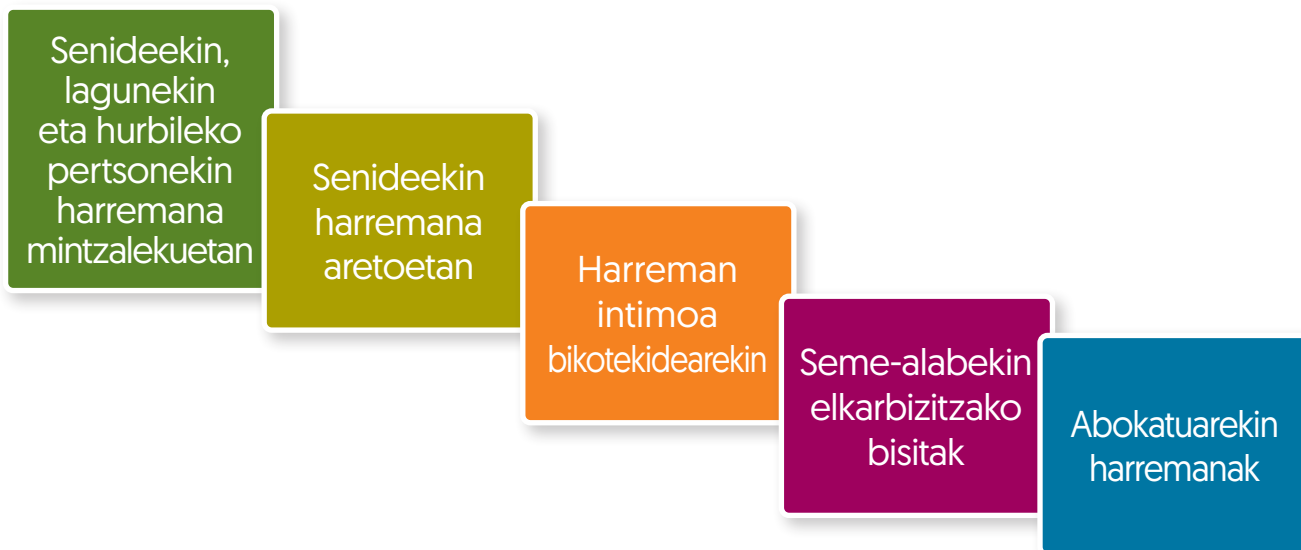 Senideekin,
lagunekin
eta hurbileko
pertsonekin
harremana
mintzalekuetan
Senideekin
harremana
aretoetan
Harreman
intimoa
bikotekidearekin
Seme-alabekin
elkarbizitzako
bisitak
Abokatuarekin
harremanak